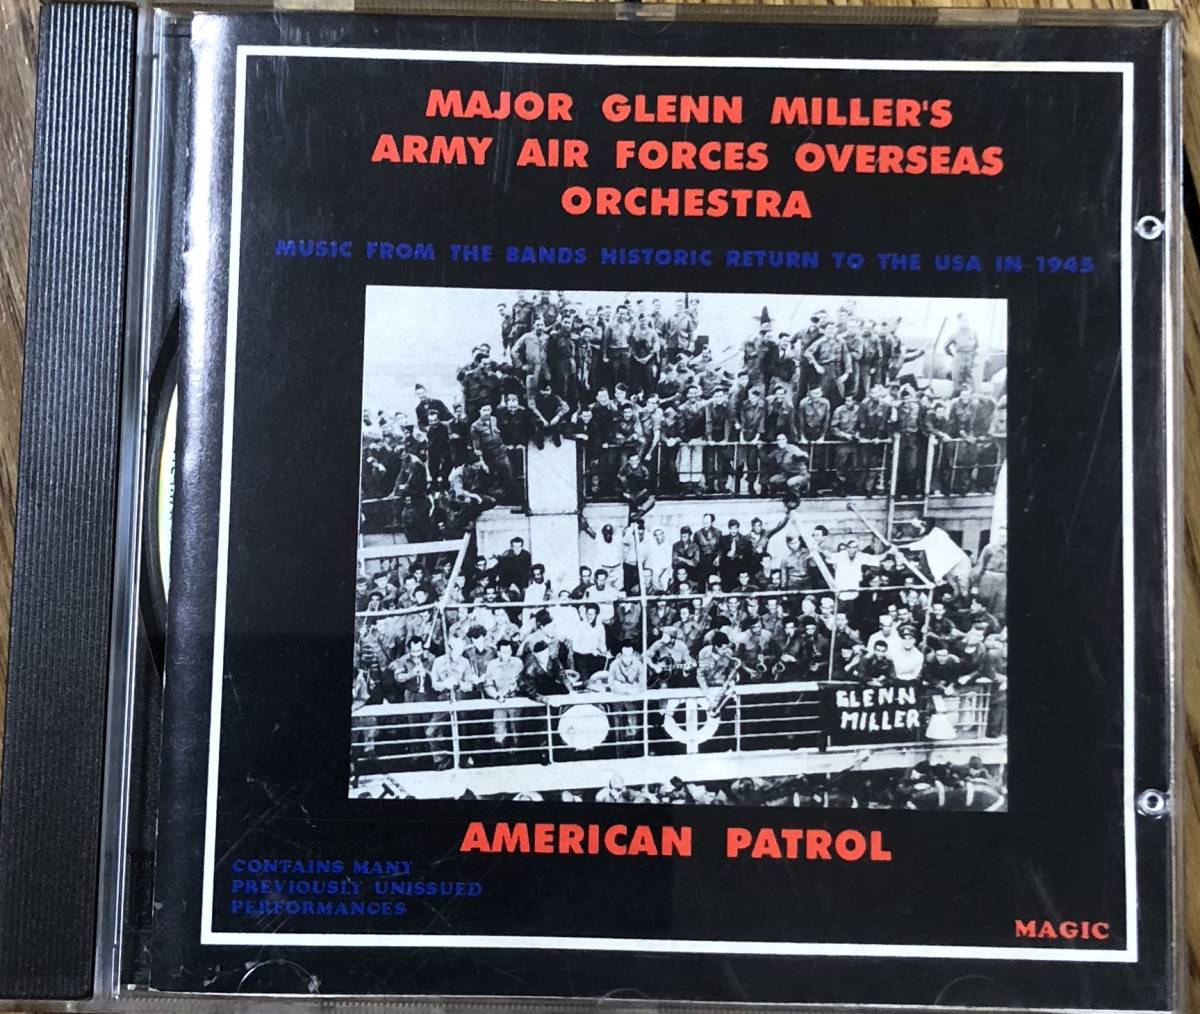 MAJOR GLENN MILLER'S
ARMY AIR FORCES OVERSEAS
ORCHESTRA
MUSIC FROM THE BANDS HISTORIC RETURN TO THE USA IN 1945
GLENN
MILLER
AMERICAN PATROL
CONTAINS MANY
PREVIOUSLY UNISSUED
PERFORMANCES
MAGIC